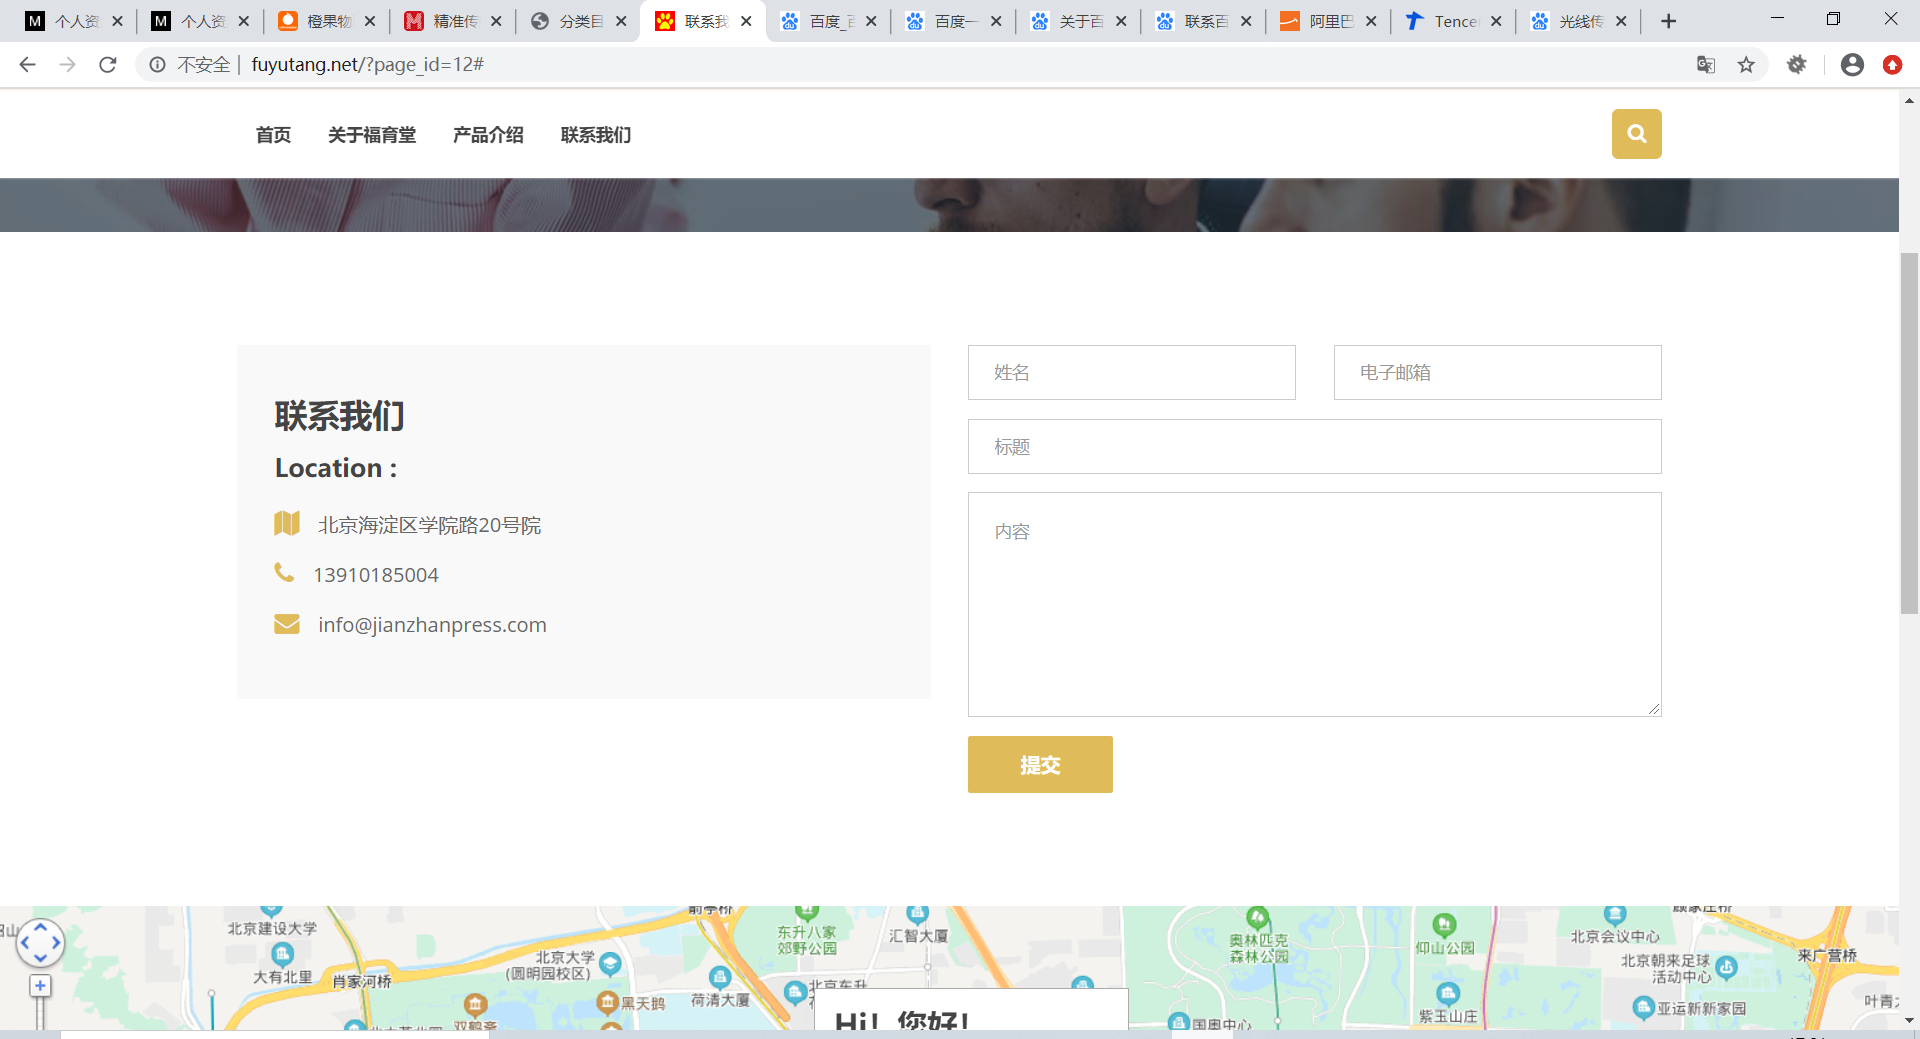 个人资
个人资
橙果物
精准传
分类目
联系我
百度_百
百度一
关于百
联系百
阿里巴
Tence
光线传
不安全 | fuyutang.net/?page_id=12#
首页 关于福育堂 产品介绍 联系我们
联系我们
Location :
北京海淀区学院路20号院
13910185004
info@jianzhanpress.com
姓名
电子邮箱
标题
内容
提交
北京建设大学
大有北里
肖家河桥
北京大学
(圆明园校区)
黑天鹅
双鹤斋
荷清大厦
东升八家
郊野公园
汇智大厦
北京东升
奥林匹克
森林公园
仰山公园
北京会议中心
北京朝来足球
活动中心
来广营桥
亚运新新家园
叶青大
紫玉山庄
国奥中心
Hi！您好！